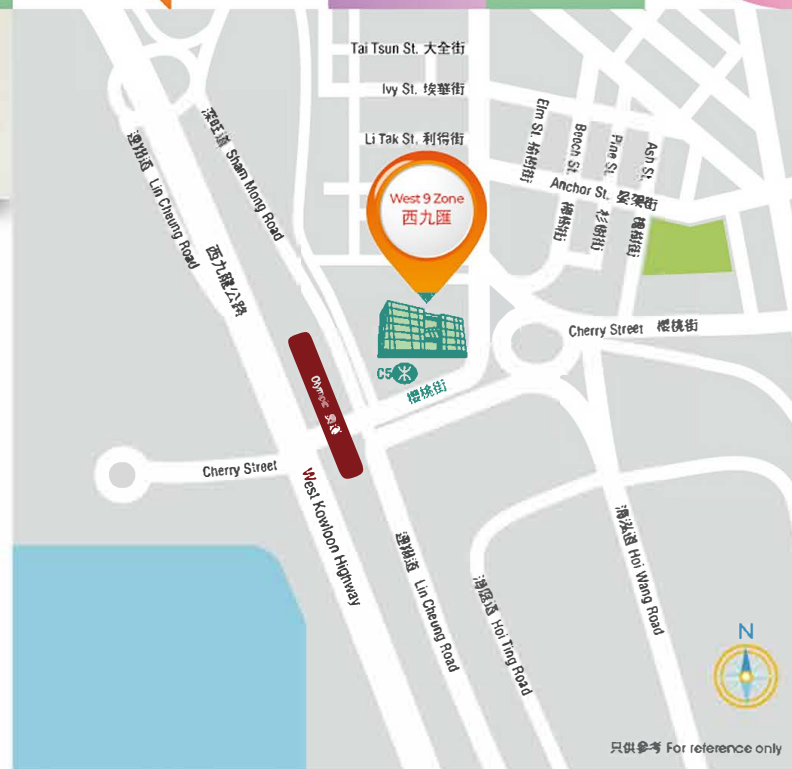 Tai Tsun St. 大全街
Ivy St. 埃華街
Li Tak St. 利得街
深旺道 Sham Mong Road
連翔道 Lin Cheung Road
西九龍公路
West 9 Zone
西九匯
Elm St. 榆樹街
Beech St. 櫸樹街
Pine St. 杉樹街
Ash St. 槐樹街
Anchor St. 晏架街
Cherry Street 櫻桃街
C5
櫻桃街
Olympic 奧運
Cherry Street
West Kowloon Highway
連翔道 Lin Cheung Road
海庭道 Hoi Ting Road
海泓道 Hoi Wang Road
N
只供參考 For reference only